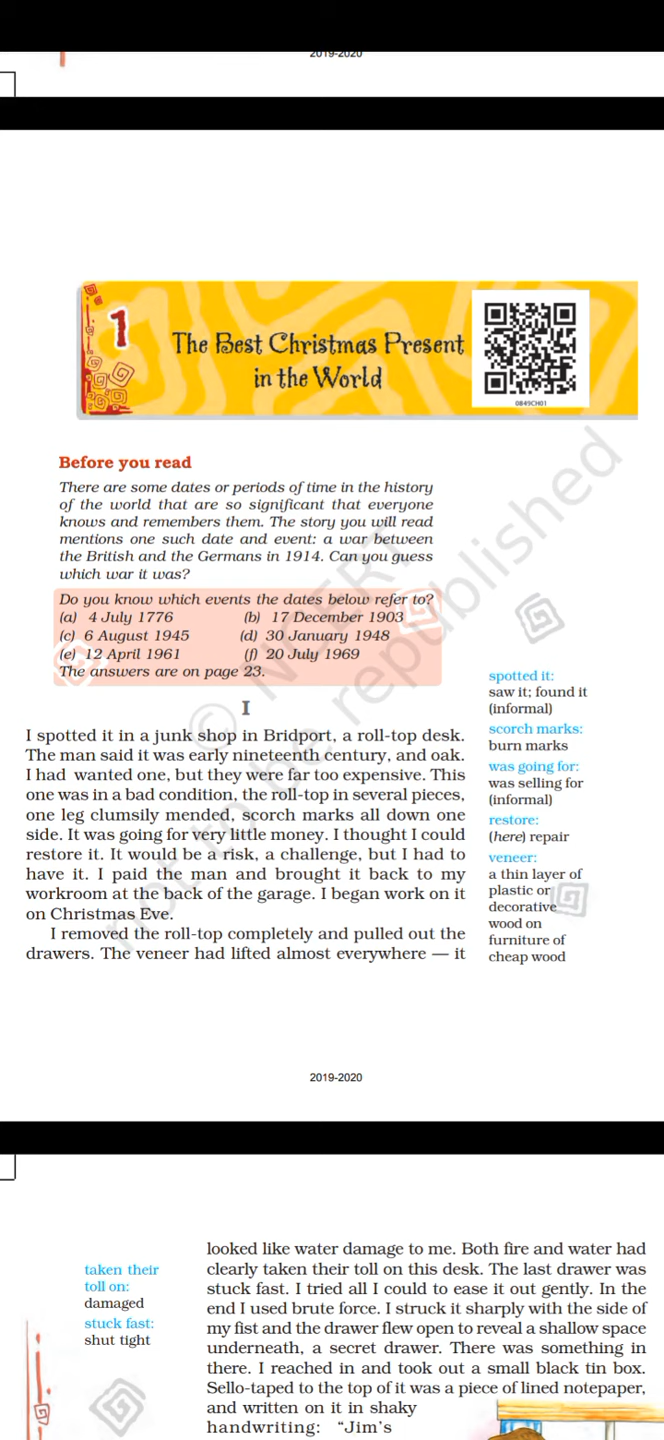 2019-2020
1
The Best Christmas Present
in the World
0849CH01
Before you read
There are some dates or periods of time in the history
of the world that are so significant that everyone
knows and remembers them. The story you will read
mentions one such date and event: a war between
the British and the Germans in 1914. Can you guess
which war it was?
Do you know which events the dates below refer to?
(a) 4 July 1776 (b) 17 December 1903
(c) 6 August 1945 (d) 30 January 1948
(e) 12 April 1961 (f) 20 July 1969
The answers are on page 23.
I
I spotted it in a junk shop in Bridport, a roll-top desk.
The man said it was early nineteenth century, and oak.
I had wanted one, but they were far too expensive. This
one was in a bad condition, the roll-top in several pieces,
one leg clumsily mended, scorch marks all down one
side. It was going for very little money. I thought I could
restore it. It would be a risk, a challenge, but I had to
have it. I paid the man and brought it back to my
workroom at the back of the garage. I began work on it
on Christmas Eve.
I removed the roll-top completely and pulled out the
drawers. The veneer had lifted almost everywhere — it
spotted it:
saw it; found it
(informal)
scorch marks:
burn marks
was going for:
was selling for
(informal)
restore:
(here) repair
veneer:
a thin layer of
plastic or
decorative
wood on
furniture of
cheap wood
© NCERT
not to be republished
2019-2020
taken their
toll on:
damaged
stuck fast:
shut tight
looked like water damage to me. Both fire and water had
clearly taken their toll on this desk. The last drawer was
stuck fast. I tried all I could to ease it out gently. In the
end I used brute force. I struck it sharply with the side of
my fist and the drawer flew open to reveal a shallow space
underneath, a secret drawer. There was something in
there. I reached in and took out a small black tin box.
Sello-taped to the top of it was a piece of lined notepaper,
and written on it in shaky
handwriting: “Jim’s